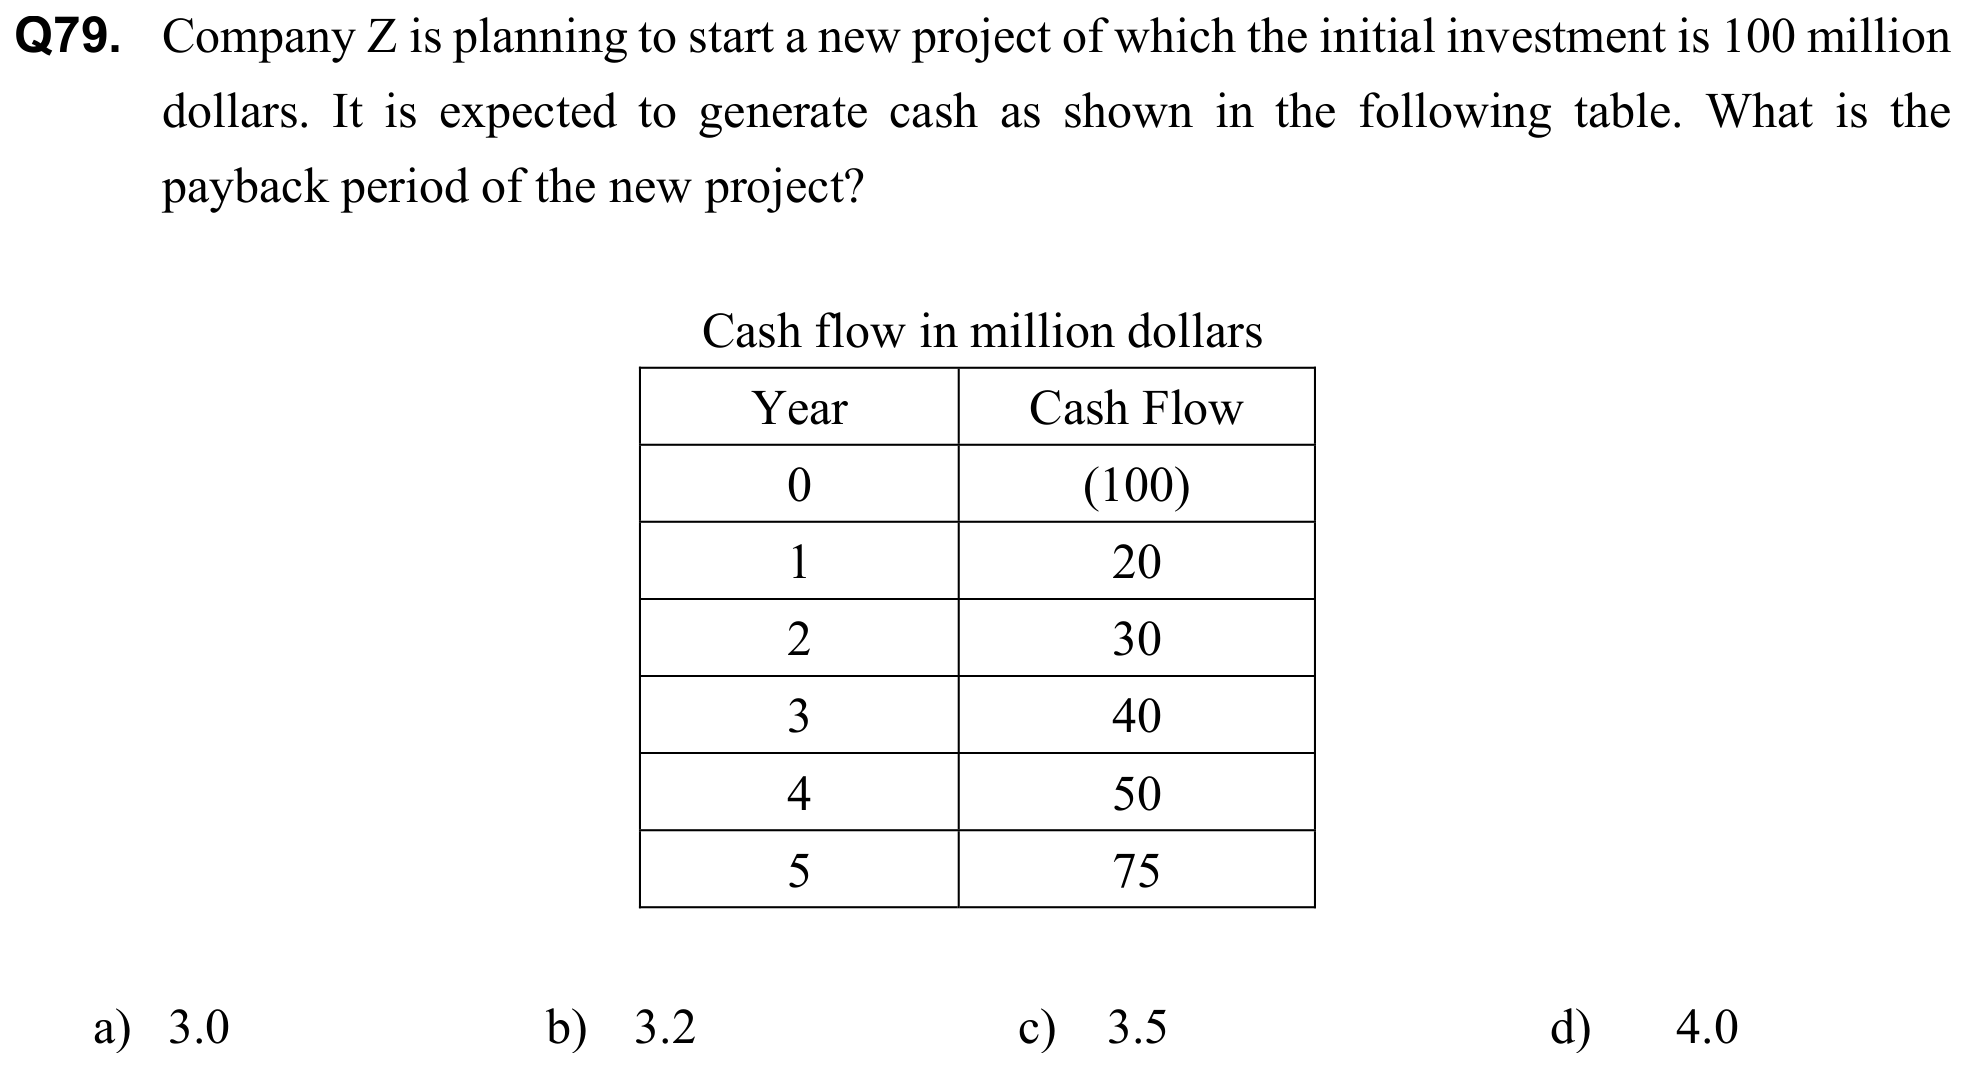 Q79. Company Z is planning to start a new project of which the initial investment is 100 million
dollars. It is expected to generate cash as shown in the following table. What is the
payback period of the new project?
Cash flow in million dollars
Year Cash Flow
0 (100)
1 20
2 30
3 40
4 50
5 75
a) 3.0 b) 3.2 c) 3.5 d) 4.0